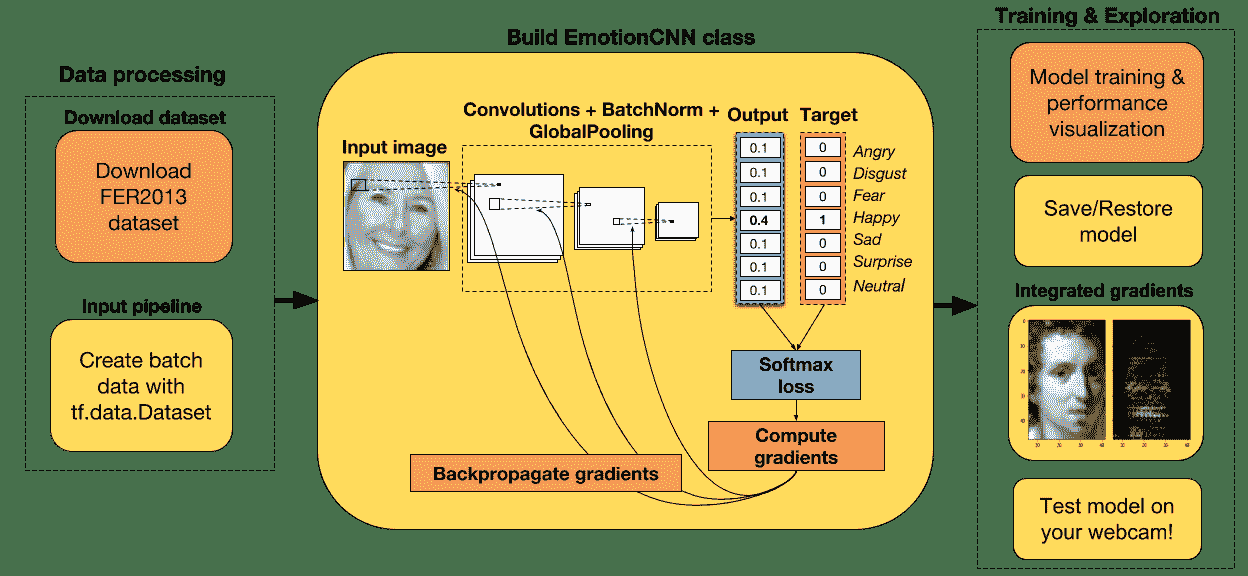 Data processing
Download dataset
Download
FER2013
dataset
Input pipeline
Create batch
data with
tf.data.Dataset
Build EmotionCNN class
Input image
Convolutions + BatchNorm +
GlobalPooling
Output
Target
0.1
0
Angry
0.1
0
Disgust
0.1
0
Fear
0.4
1
Happy
0.1
0
Sad
0.1
0
Surprise
0.1
0
Neutral
Softmax
loss
Compute
gradients
Backpropagate gradients
Training & Exploration
Model training &
performance
visualization
Save/Restore
model
Integrated gradients
Test model on
your webcam!